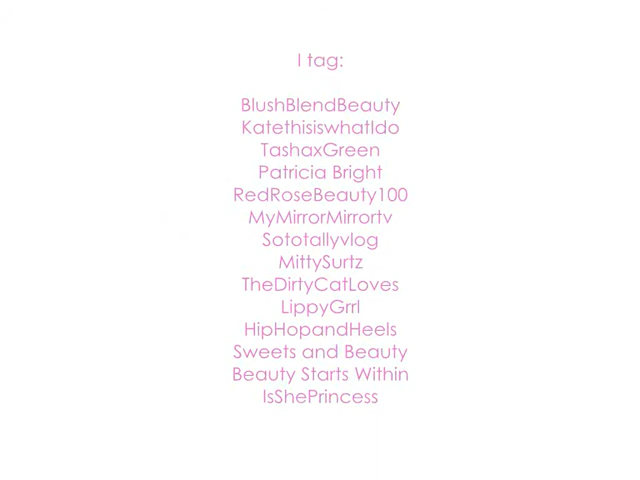 I tag:
BlushBlendBeauty
KatethisiswhatIdo
TashaxGreen
Patricia Bright
RedRoseBeauty100
MyMirrorMirrortv
Sototallyvlog
MittySurtz
TheDirtyCatLoves
LippyGrrl
HipHopandHeels
Sweets and Beauty
Beauty Starts Within
IsShePrincess